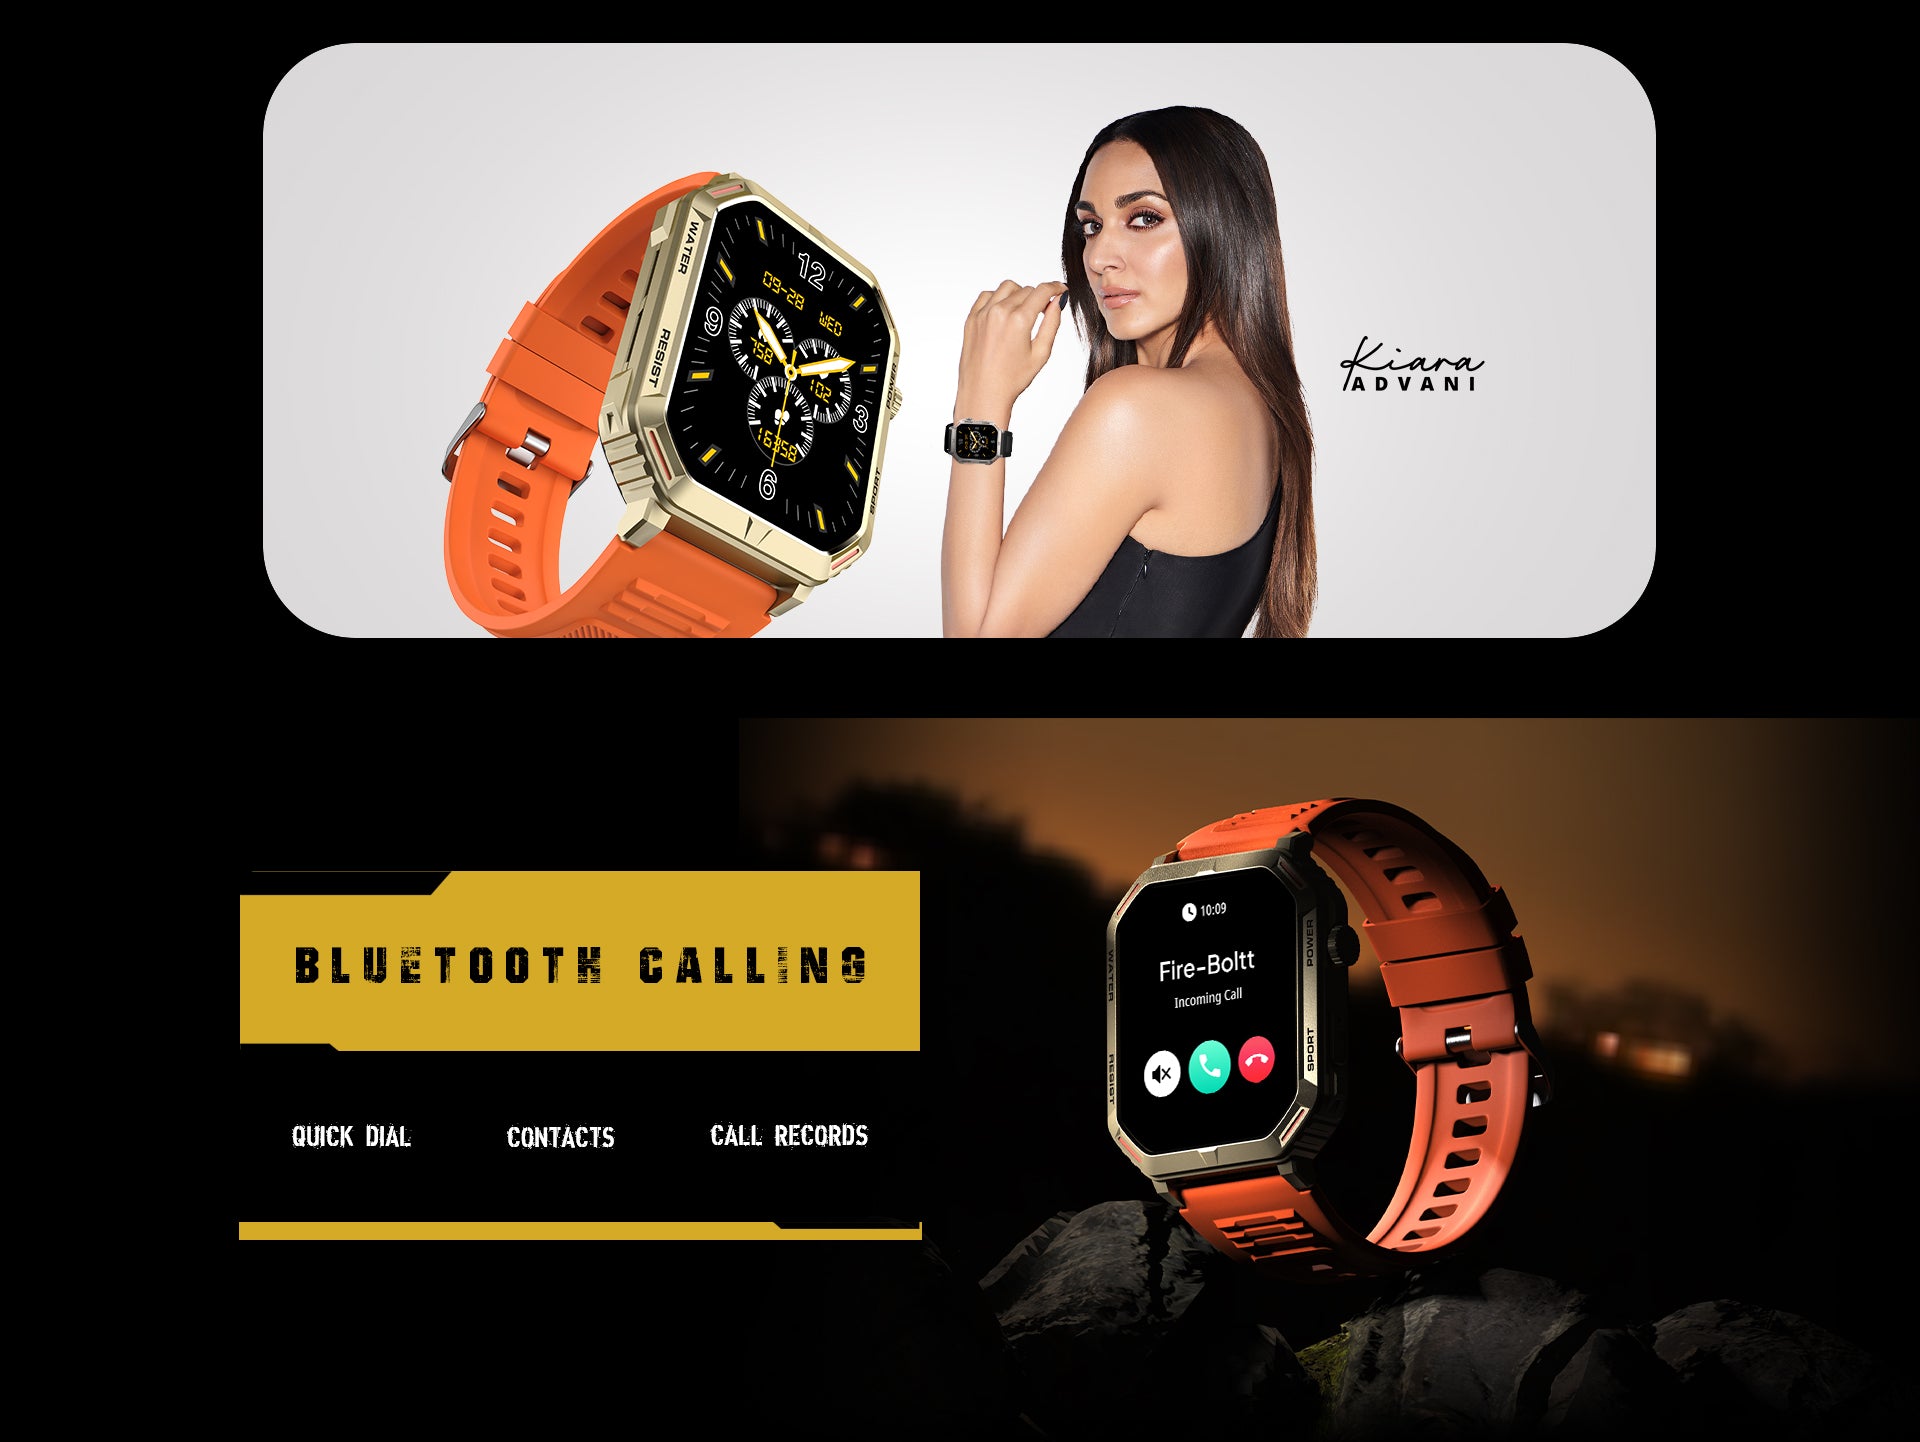 WATER
RESIST
POWER
SPORT
12
09-28
WED
9
3
102
6
Kiara
ADVANI
BLUETOOTH CALLING
QUICK DIAL
CONTACTS
CALL RECORDS
10:09
Fire-Boltt
Incoming Call
WATER
RESIST
POWER
SPORT